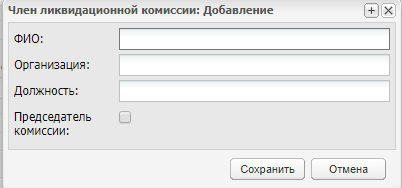 Член ликвидационной комиссии: Добавление
ФИО:
Организация:
Должность:
Председатель
комиссии:
Сохранить Отмена